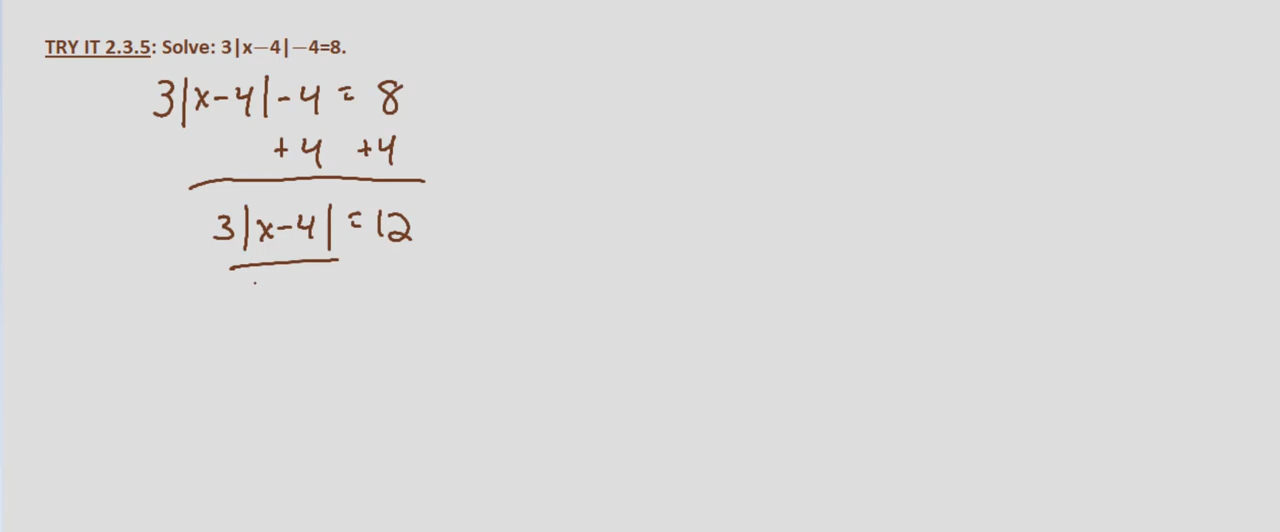 TRY IT 2.3.5: Solve: 3|x−4|−4=8.
3|x-4|-4 = 8
+4 +4
3|x-4| = 12